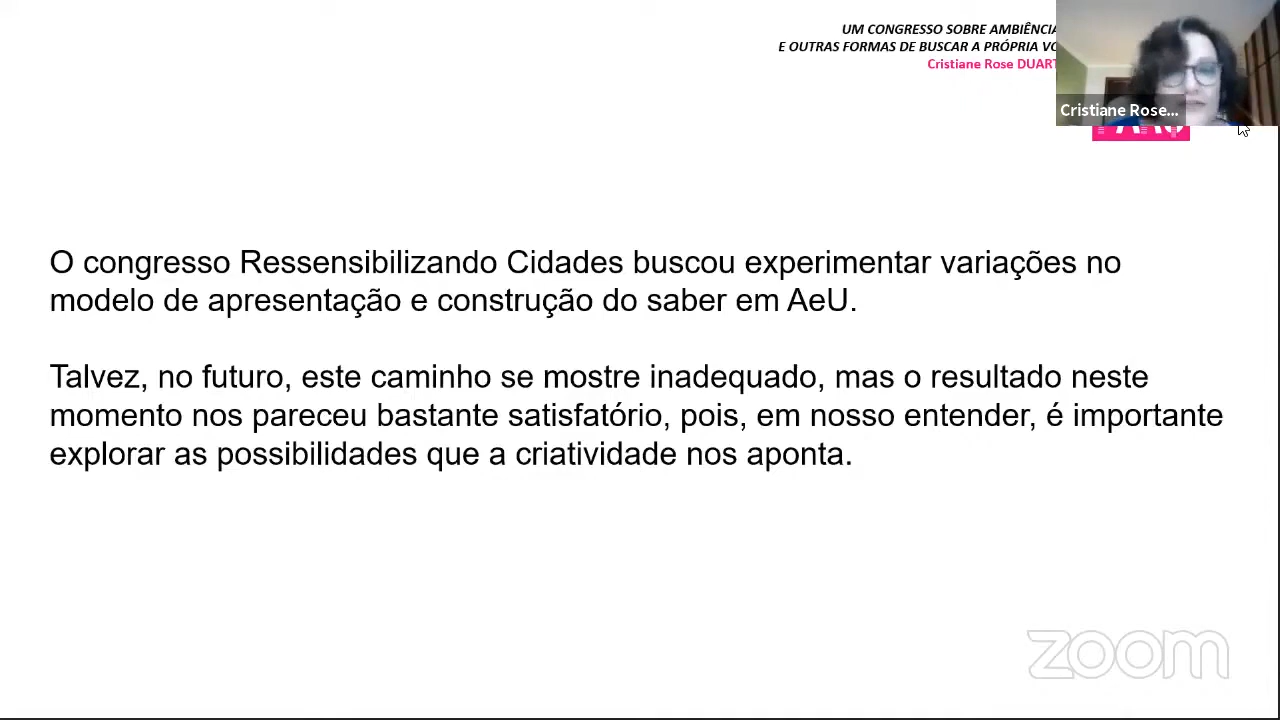 UM CONGRESSO SOBRE AMBIÊNCIA
E OUTRAS FORMAS DE BUSCAR A PRÓPRIA
Cristiane Rose DUART
Cristiane Rose...
O congresso Ressensibilizando Cidades buscou experimentar variações no
modelo de apresentação e construção do saber em AeU.
Talvez, no futuro, este caminho se mostre inadequado, mas o resultado neste
momento nos pareceu bastante satisfatório, pois, em nosso entender, é importante
explorar as possibilidades que a criatividade nos aponta.
zoom